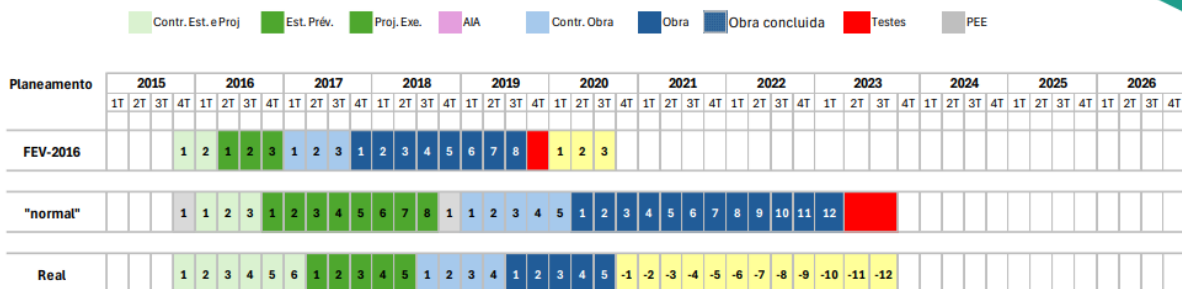 Contr. Est. e Proj Est. Prév. Proj. Exe. AIA Contr. Obra Obra Obra concluida Testes PEE
Planeamento 2015 2016 2017 2018 2019 2020 2021 2022 2023 2024 2025 2026
1T 2T 3T 4T 1T 2T 3T 4T 1T 2T 3T 4T 1T 2T 3T 4T 1T 2T 3T 4T 1T 2T 3T 4T 1T 2T 3T 4T 1T 2T 3T 4T 1T 2T 3T 4T 1T 2T 3T 4T 1T 2T 3T 4T 1T 2T 3T 4T
FEV-2016 1 2 1 2 3 1 2 3 1 2 3 4 5 6 7 8 1 2 3
"normal" 1 1 2 3 1 2 3 4 5 6 7 8 1 1 2 3 4 5 1 2 3 4 5 6 7 8 9 10 11 12
Real 1 2 3 4 5 6 1 2 3 4 5 1 2 3 4 1 2 3 4 5 -1 -2 -3 -4 -5 -6 -7 -8 -9 -10 -11 -12